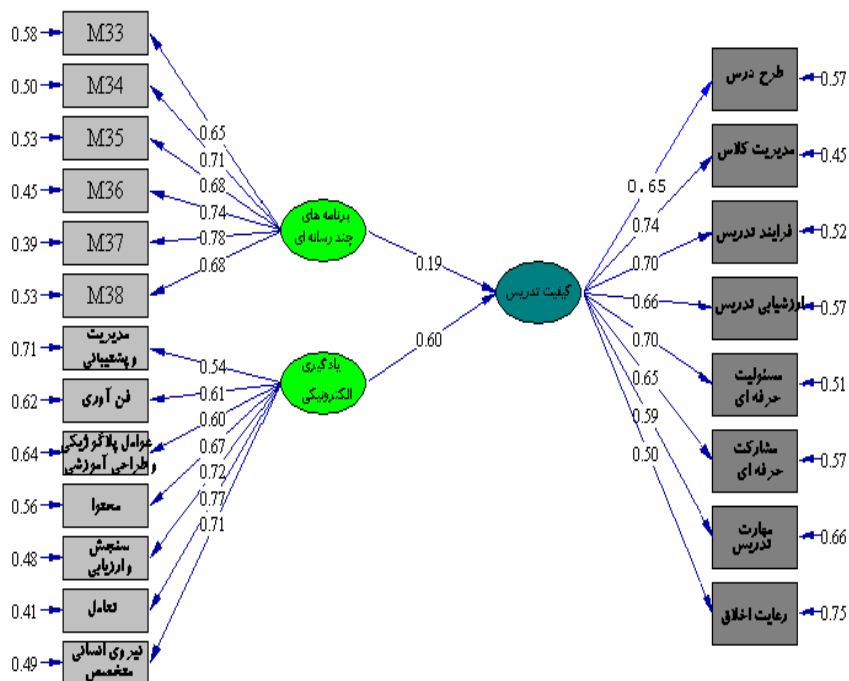 0.58
M33
0.50
M34
0.53
M35
0.45
M36
0.39
M37
0.53
M38
0.71
مدیریت
و پشتیبانی
0.62
فن آوری
0.64
عوامل پداگوژیکی
و طراحی آموزشی
0.56
محتوا
0.48
سنجش
و ارزیابی
0.41
تعامل
0.49
نیروی انسانی
متخصص
0.65
0.71
0.68
0.74
0.78
0.68
0.54
0.61
0.60
0.67
0.72
0.77
0.71
برنامه های
چند رسانه ای
یادگیری
الکترونیکی
0.19
0.60
کیفیت تدریس
0.65
0.74
0.70
0.66
0.70
0.65
0.59
0.50
طرح درس
0.57
مدیریت کلاس
0.45
فرایند تدریس
0.52
ارزشیابی تدریس
0.57
مسئولیت
حرفه ای
0.51
مشارکت
حرفه ای
0.57
مهارت
تدریس
0.66
رعایت اخلاق
0.75